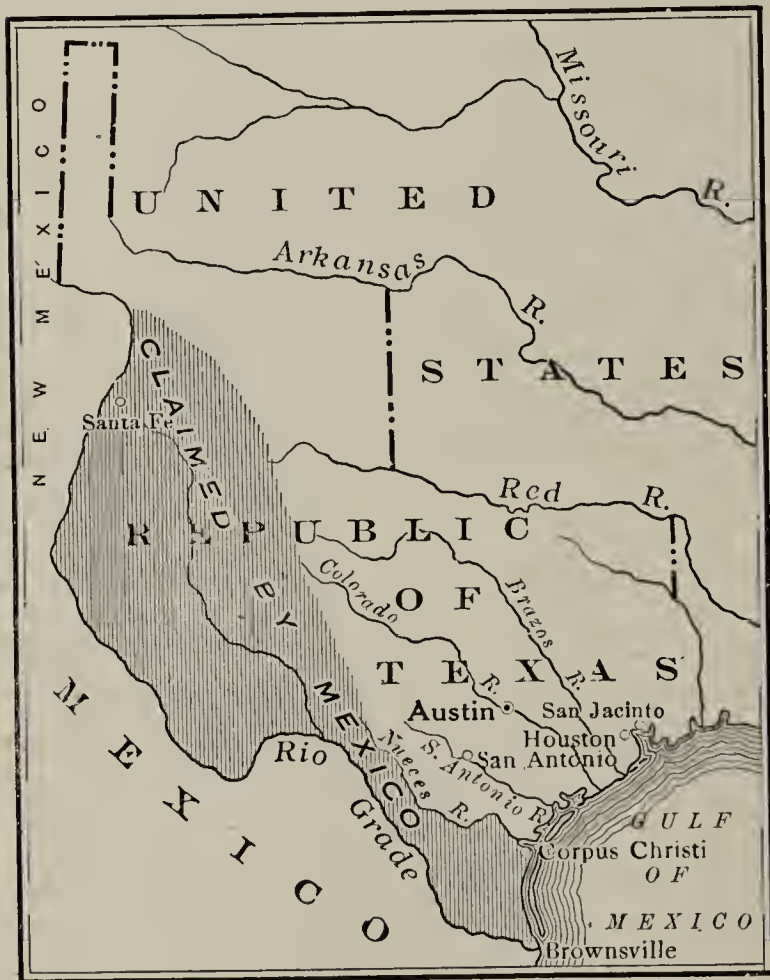 NEW MEXICO
Missouri
R.
UNITED
Arkansas
R.
STATES
CLAIMED BY MEXICO
Santa Fe
Red
R.
REPUBLIC
OF
TEXAS
Colorado
R.
Brazos
R.
Austin
San Jacinto
Houston
San Antonio
S. Antonio R.
Nueces
R.
Rio
Grade
MEXICO
GULF
OF
MEXICO
Corpus Christi
Brownsville